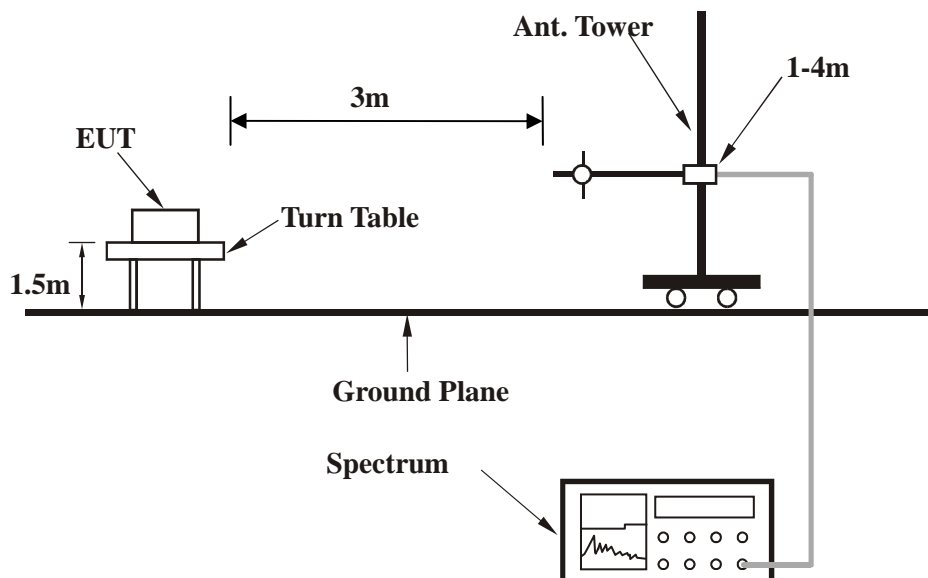 Ant. Tower
1-4m
3m
EUT
Turn Table
1.5m
Ground Plane
Spectrum